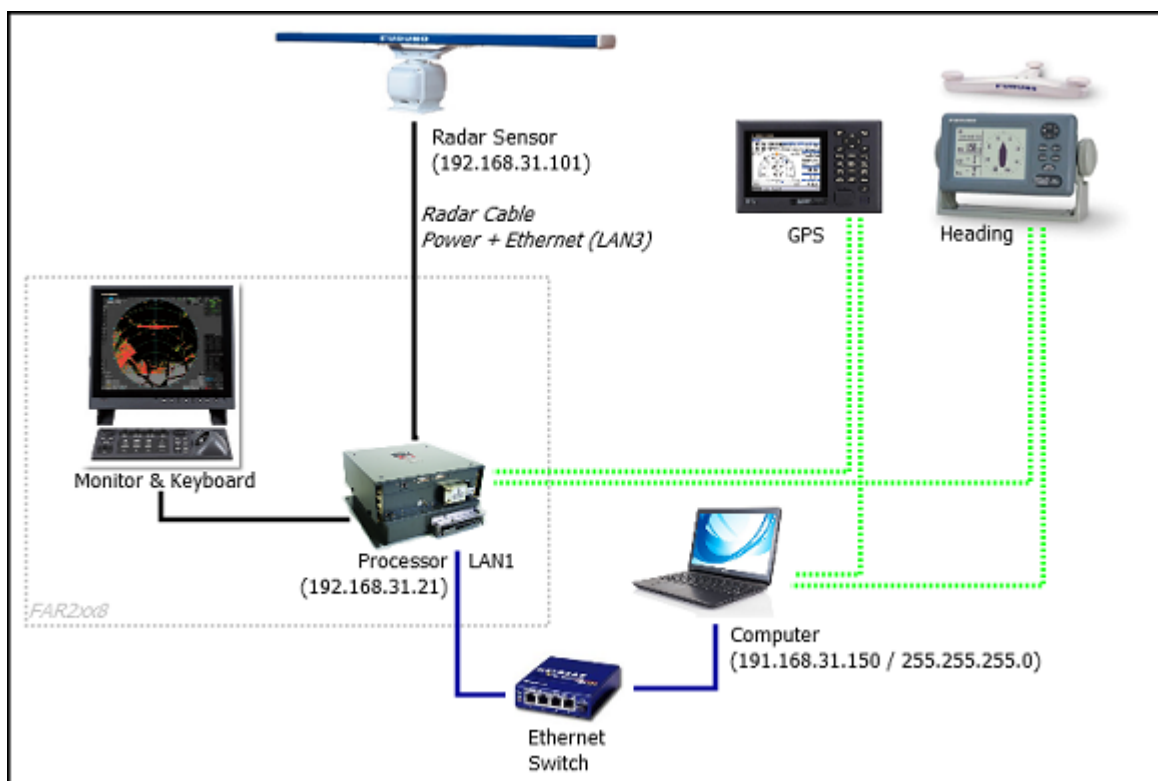 FURUNO
Radar Sensor
(192.168.31.101)
Radar Cable
Power + Ethernet (LAN3)
GPS
Heading
Monitor & Keyboard
Processor
(192.168.31.21)
LAN1
FAR2xx8
Computer
(191.168.31.150 / 255.255.255.0)
Ethernet
Switch